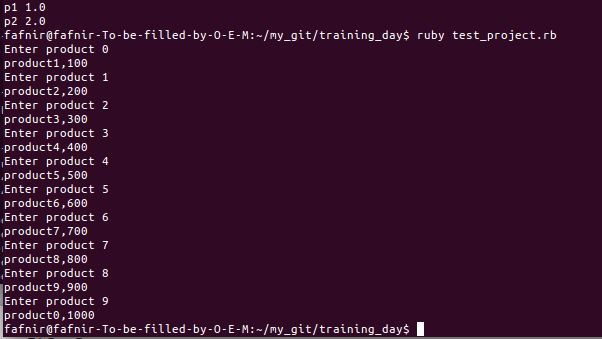 p1 1.0
p2 2.0
fafnir@fafnir-To-be-filled-by-O-E-M:~/my_git/training_day$ ruby test_project.rb
Enter product 0
product1,100
Enter product 1
product2,200
Enter product 2
product3,300
Enter product 3
product4,400
Enter product 4
product5,500
Enter product 5
product6,600
Enter product 6
product7,700
Enter product 7
product8,800
Enter product 8
product9,900
Enter product 9
product0,1000
fafnir@fafnir-To-be-filled-by-O-E-M:~/my_git/training_day$